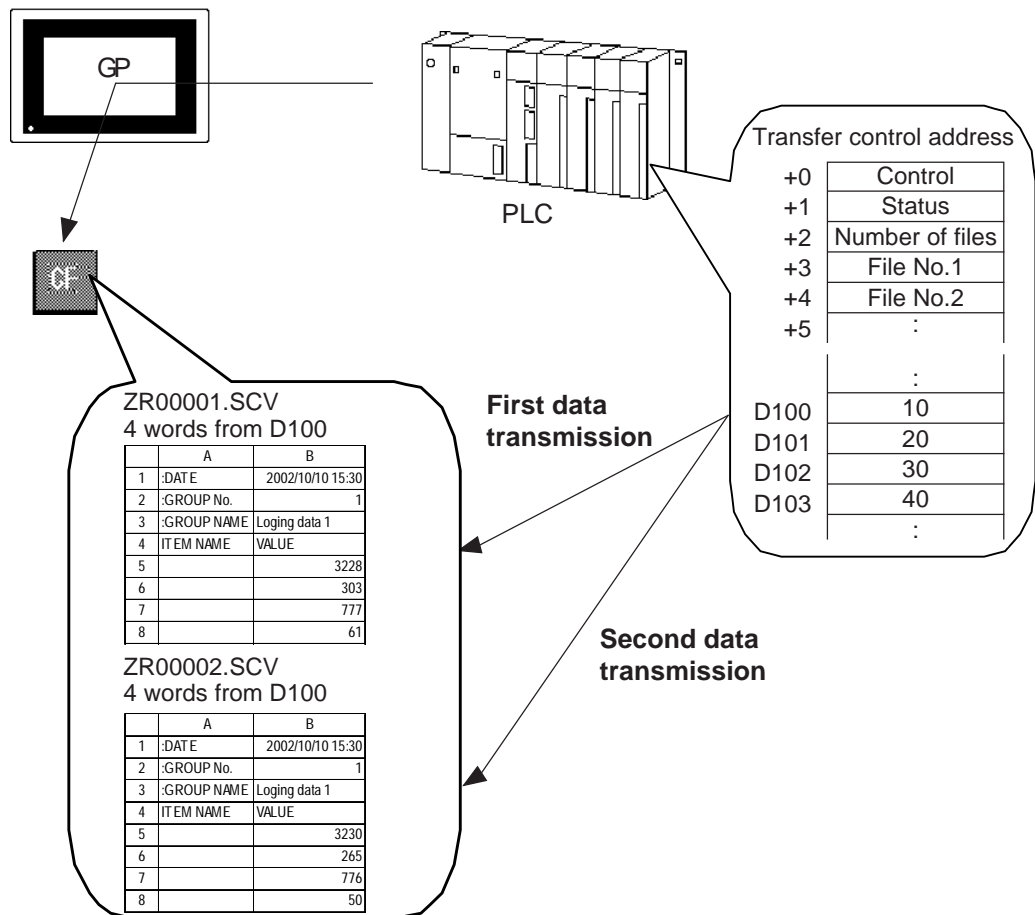 GP
PLC
CF
Transfer control address
+0 Control
+1 Status
+2 Number of files
+3 File No.1
+4 File No.2
+5 :
:
D100 10
D101 20
D102 30
D103 40
:
First data
transmission
Second data
transmission
ZR00001.SCV
4 words from D100
A B
1 :DATE 2002/10/10 15:30
2 :GROUP No. 1
3 :GROUP NAME Loging data 1
4 ITEM NAME VALUE
5 3228
6 303
7 777
8 61
ZR00002.SCV
4 words from D100
A B
1 :DATE 2002/10/10 15:30
2 :GROUP No. 1
3 :GROUP NAME Loging data 1
4 ITEM NAME VALUE
5 3230
6 265
7 776
8 50